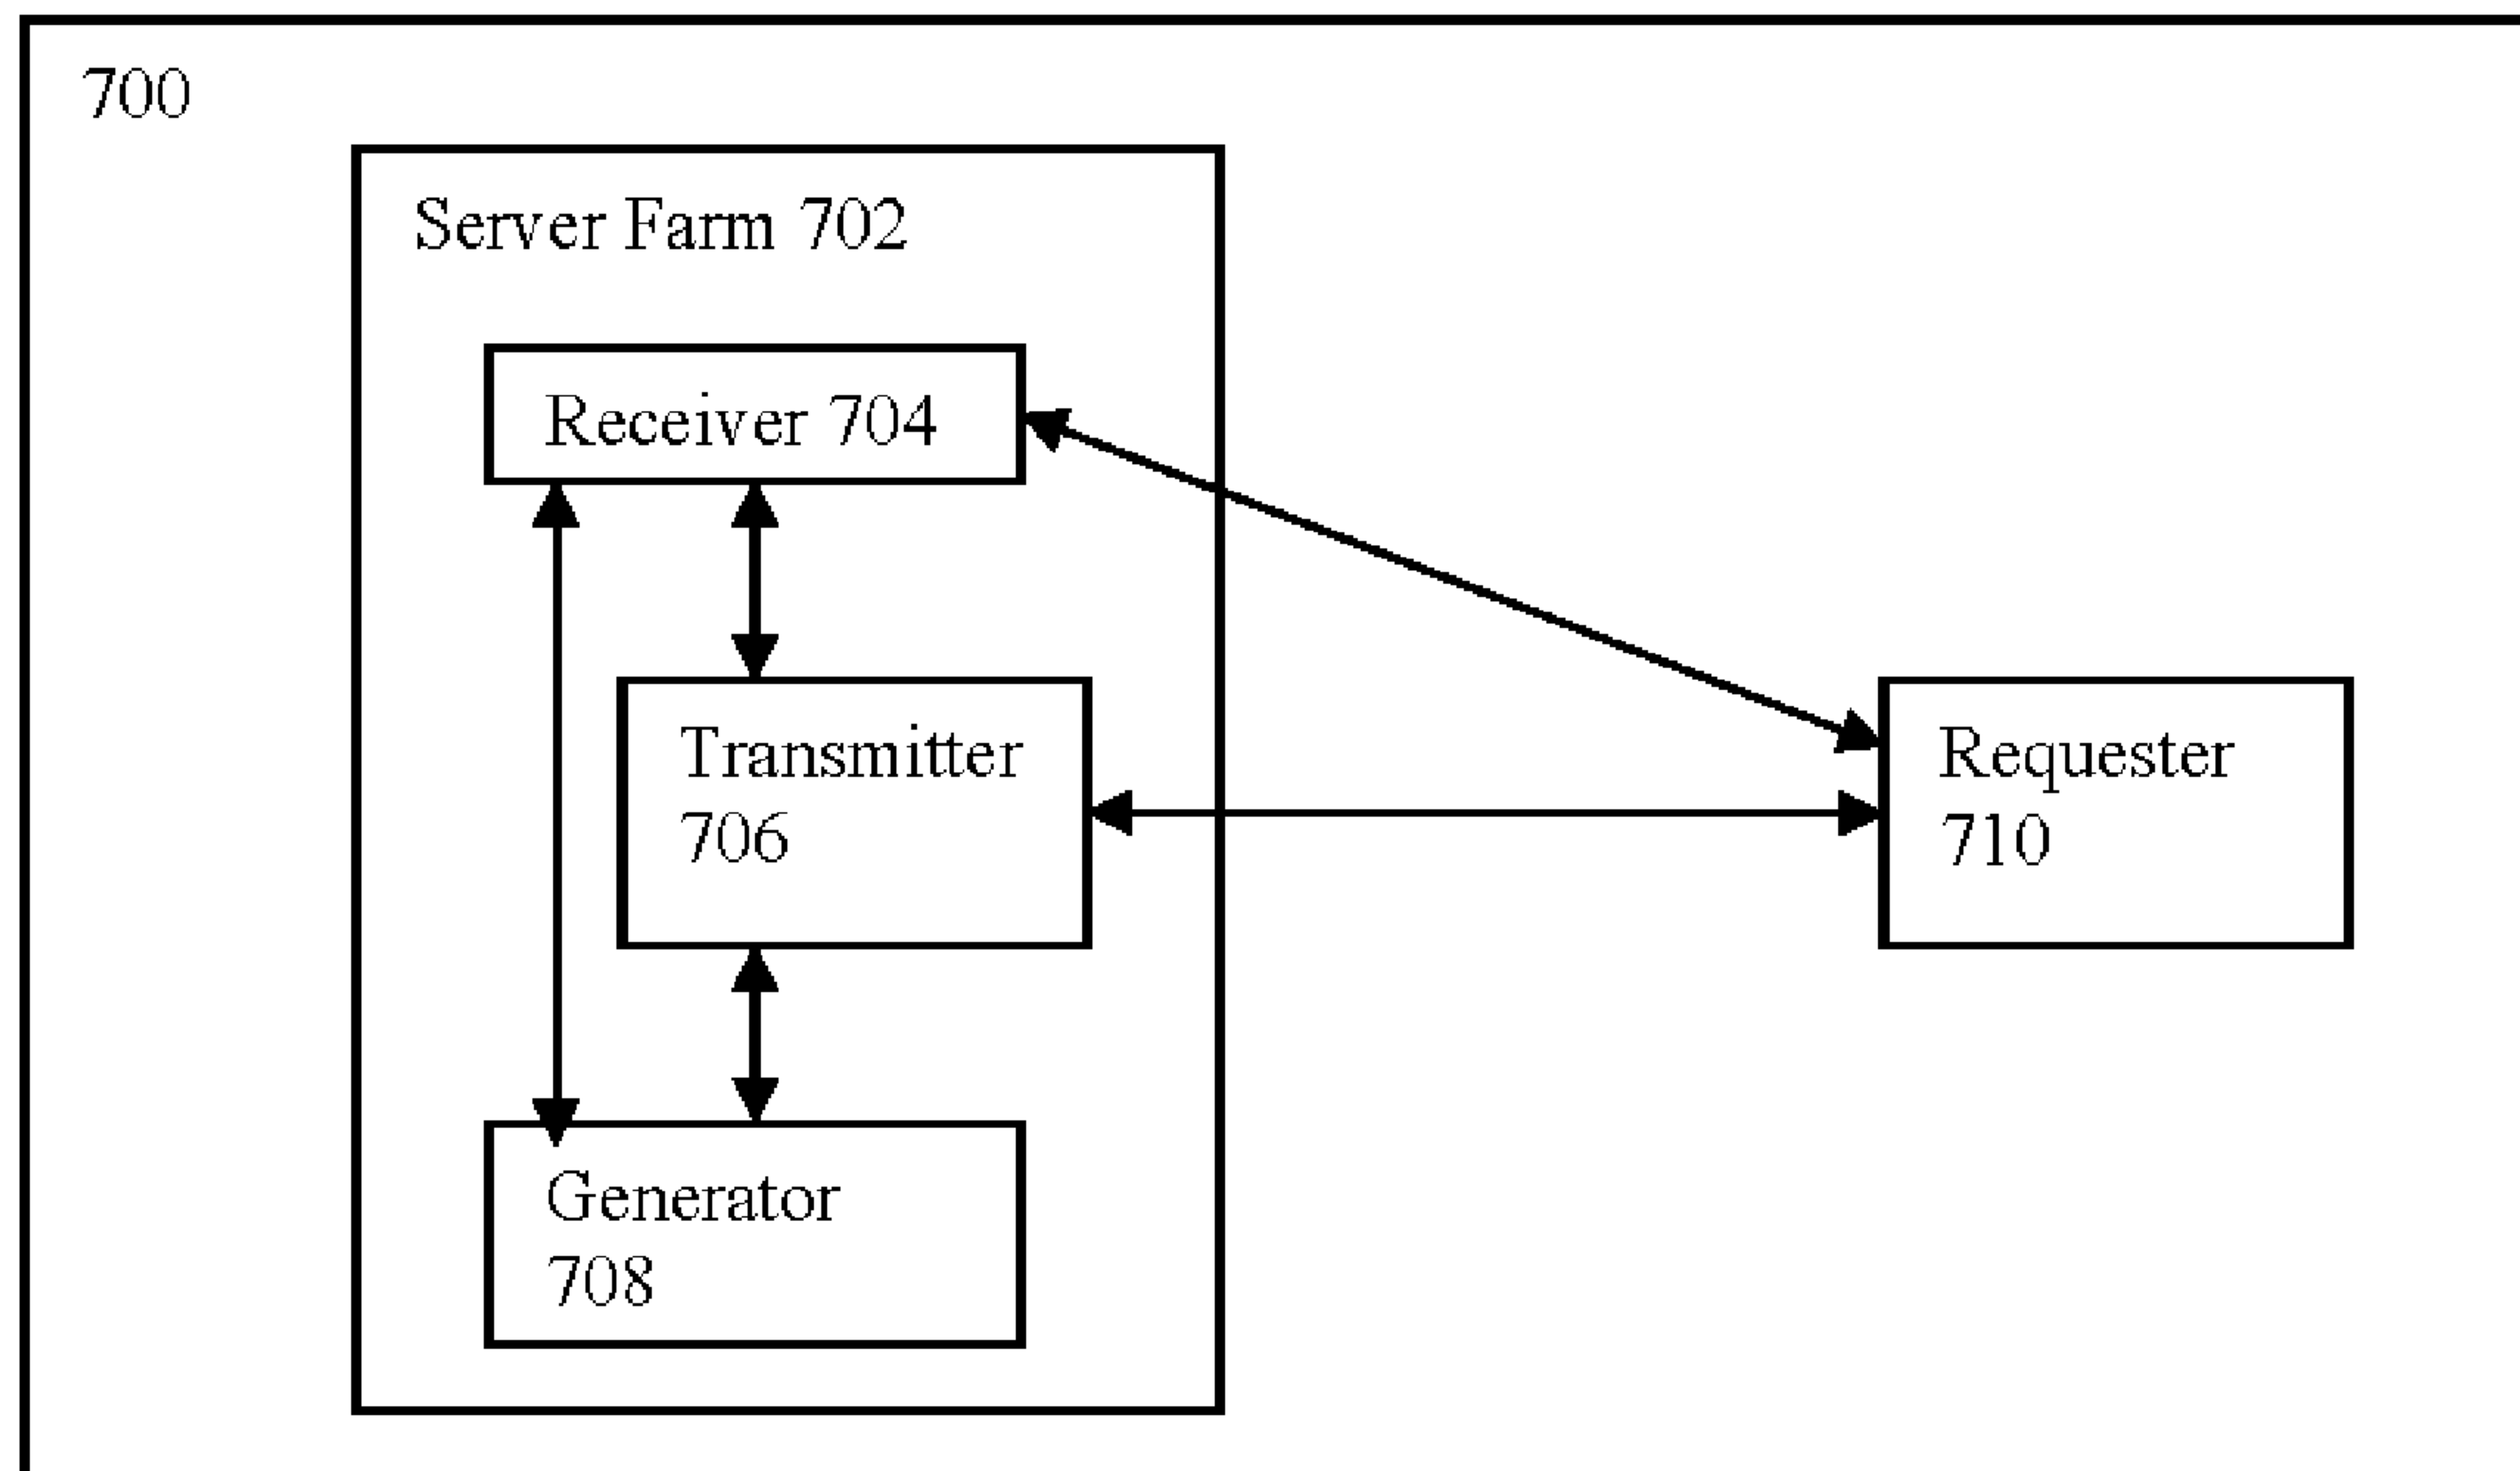 700
Server Farm 702
Receiver 704
Transmitter
706
Requester
710
Generator
708